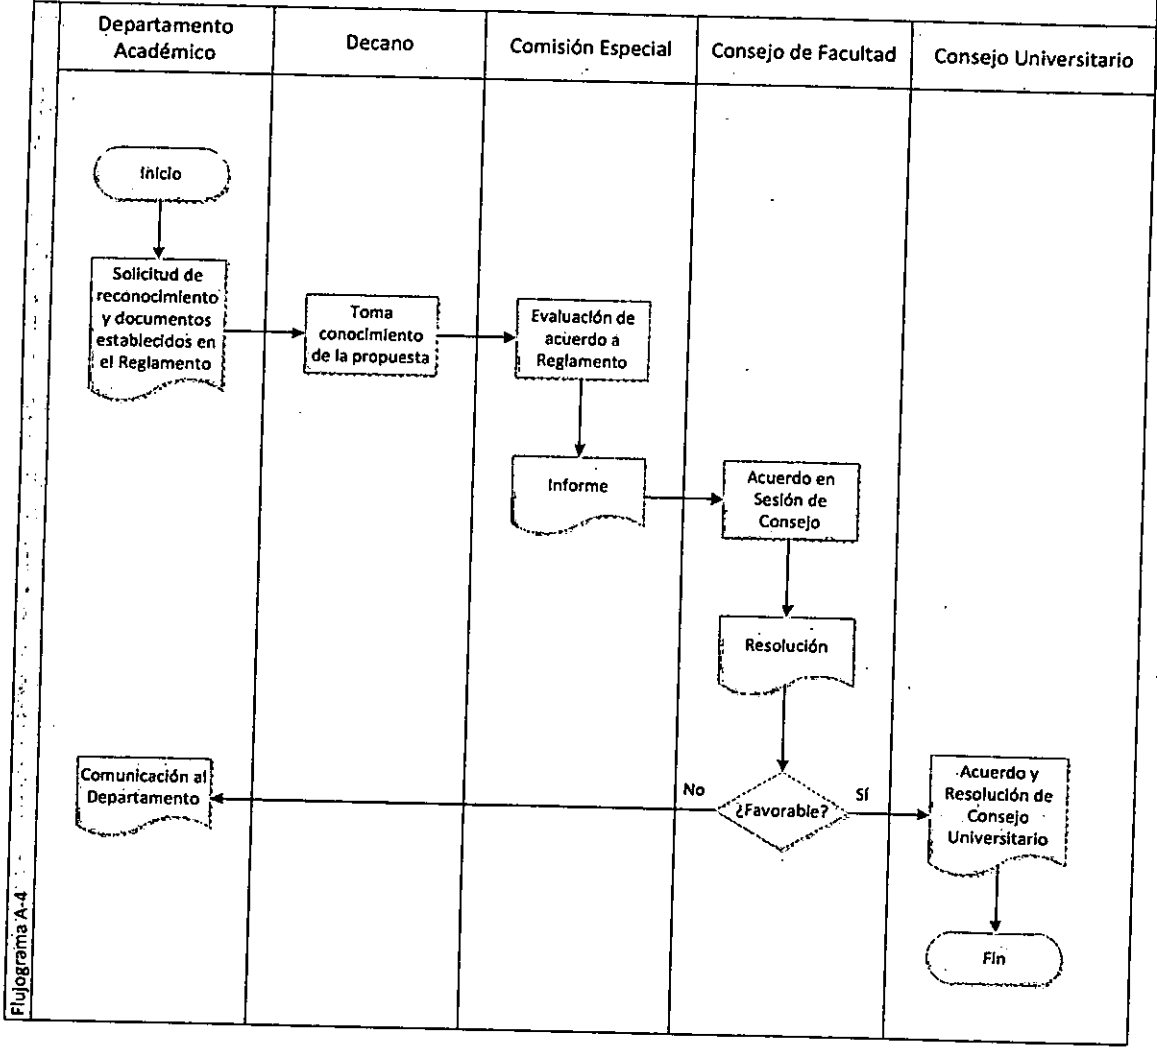 Departamento
Académico
Decano
Comisión Especial
Consejo de Facultad
Consejo Universitario
Inicio
Solicitud de
reconocimiento
y documentos
establecidos en
el Reglamento
Toma
conocimiento
de la propuesta
Evaluación de
acuerdo a
Reglamento
Informe
Acuerdo en
Sesión de
Consejo
Resolución
¿Favorable?
No
Sí
Comunicación al
Departamento
Acuerdo y
Resolución de
Consejo
Universitario
Fin
Flujograma A-4